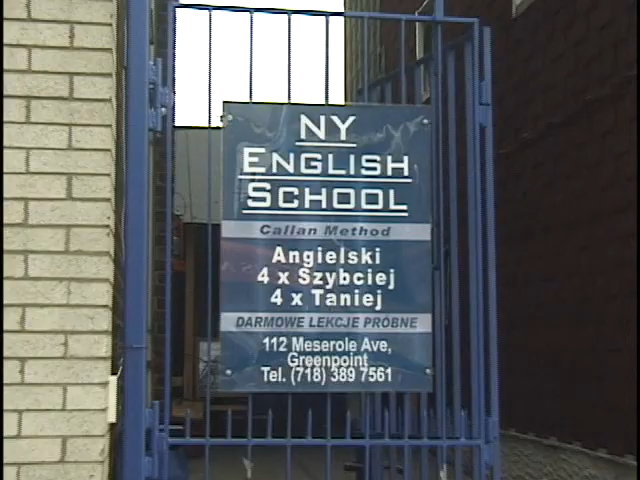 NY
ENGLISH
SCHOOL
Callan Method
Angielski
4 x Szybciej
4 x Taniej
DARMOWE LEKCJE PRÓBNE
112 Meserole Ave,
Greenpoint
Tel. (718) 389 7561